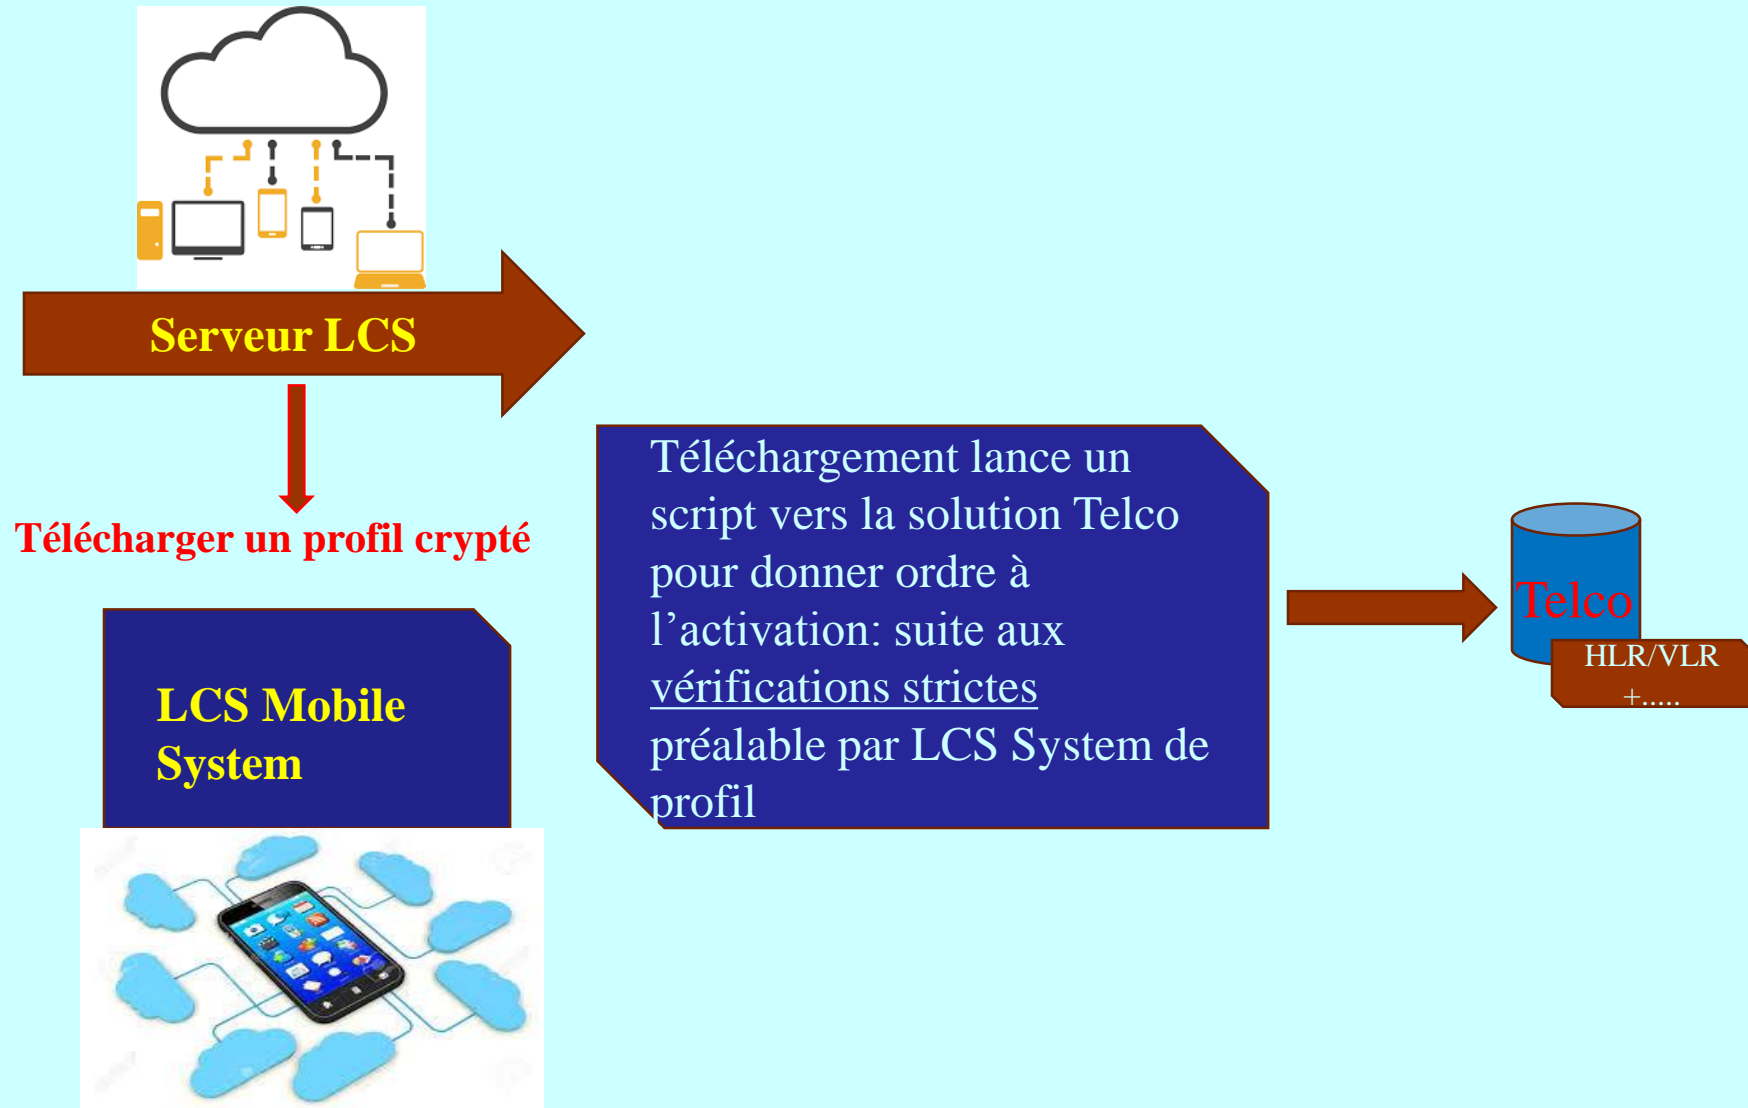 Serveur LCS
Télécharger un profil crypté
LCS Mobile
System
Téléchargement lance un
script vers la solution Telco
pour donner ordre à
l’activation: suite aux
vérifications strictes
préalable par LCS System de
profil
Telco
HLR/VLR
+.....